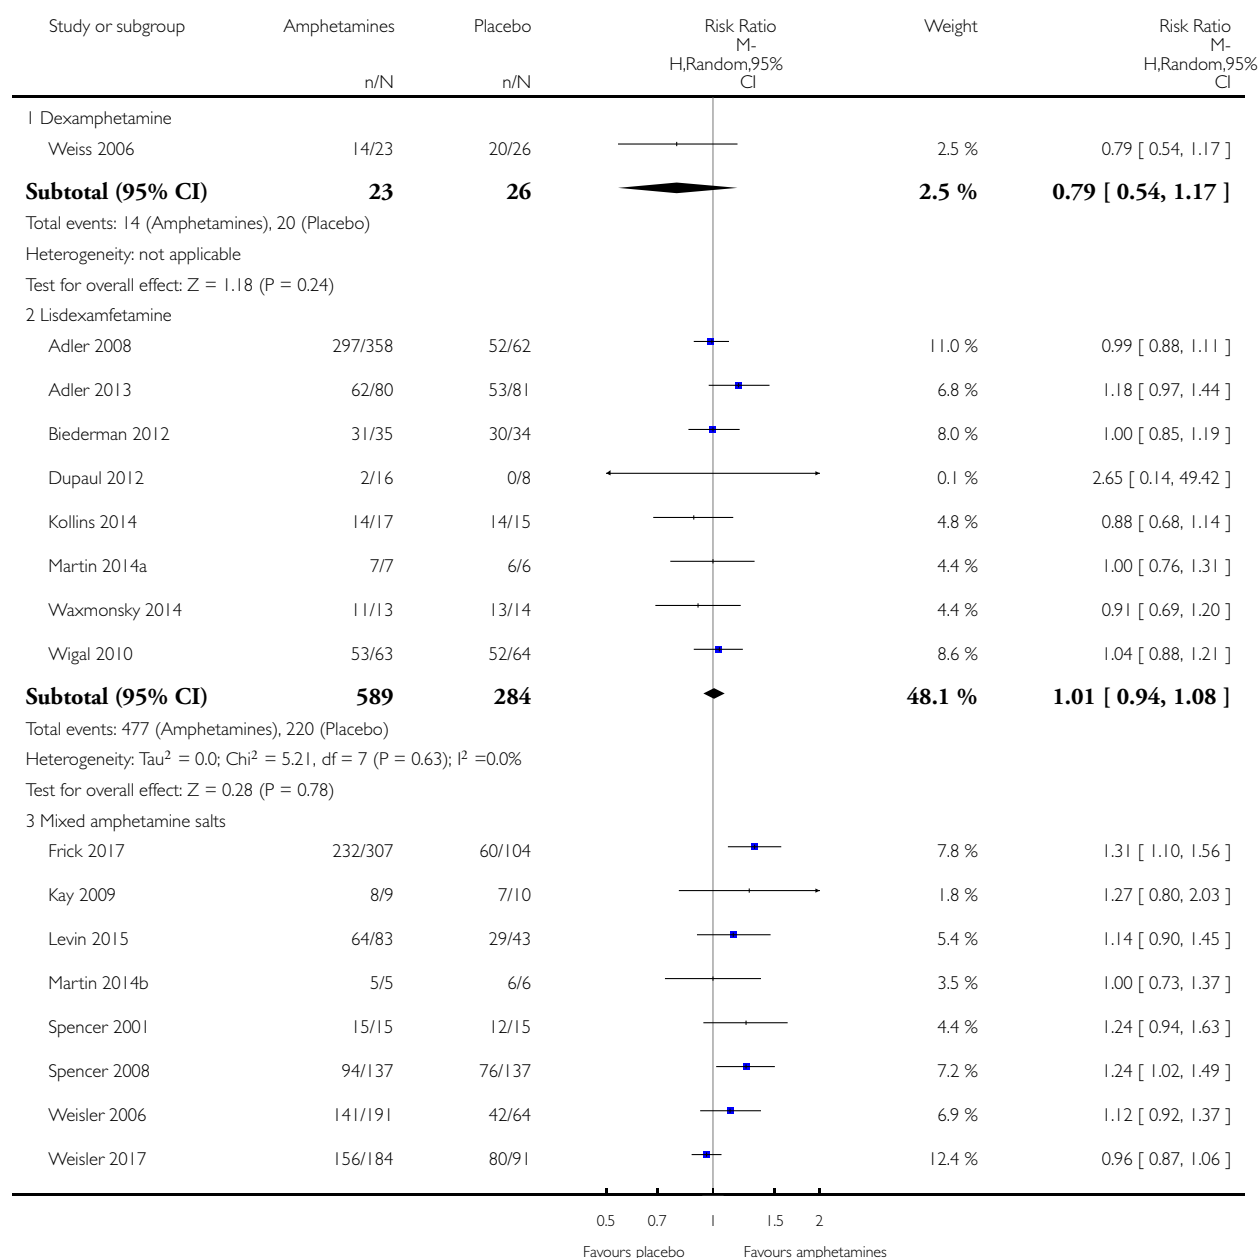 Study or subgroup Amphetamines Placebo Risk Ratio Weight Risk Ratio
M- M-
H,Random,95% H,Random,95%
n/N n/N CI CI
1 Dexamphetamine
Weiss 2006 14/23 20/26 2.5 % 0.79 [ 0.54, 1.17 ]
Subtotal (95% CI) 23 26 2.5 % 0.79 [ 0.54, 1.17 ]
Total events: 14 (Amphetamines), 20 (Placebo)
Heterogeneity: not applicable
Test for overall effect: Z = 1.18 (P = 0.24)
2 Lisdexamfetamine
Adler 2008 297/358 52/62 11.0 % 0.99 [ 0.88, 1.11 ]
Adler 2013 62/80 53/81 6.8 % 1.18 [ 0.97, 1.44 ]
Biederman 2012 31/35 30/34 8.0 % 1.00 [ 0.85, 1.19 ]
Dupaul 2012 2/16 0/8 0.1 % 2.65 [ 0.14, 49.42 ]
Kollins 2014 14/17 14/15 4.8 % 0.88 [ 0.68, 1.14 ]
Martin 2014a 7/7 6/6 4.4 % 1.00 [ 0.76, 1.31 ]
Waxmonsky 2014 11/13 13/14 4.4 % 0.91 [ 0.69, 1.20 ]
Wigal 2010 53/63 52/64 8.6 % 1.04 [ 0.88, 1.21 ]
Subtotal (95% CI) 589 284 48.1 % 1.01 [ 0.94, 1.08 ]
Total events: 477 (Amphetamines), 220 (Placebo)
Heterogeneity: Tau² = 0.0; Chi² = 5.21, df = 7 (P = 0.63); I² =0.0%
Test for overall effect: Z = 0.28 (P = 0.78)
3 Mixed amphetamine salts
Frick 2017 232/307 60/104 7.8 % 1.31 [ 1.10, 1.56 ]
Kay 2009 8/9 7/10 1.8 % 1.27 [ 0.80, 2.03 ]
Levin 2015 64/83 29/43 5.4 % 1.14 [ 0.90, 1.45 ]
Martin 2014b 5/5 6/6 3.5 % 1.00 [ 0.73, 1.37 ]
Spencer 2001 15/15 12/15 4.4 % 1.24 [ 0.94, 1.63 ]
Spencer 2008 94/137 76/137 7.2 % 1.24 [ 1.02, 1.49 ]
Weisler 2006 141/191 42/64 6.9 % 1.12 [ 0.92, 1.37 ]
Weisler 2017 156/184 80/91 12.4 % 0.96 [ 0.87, 1.06 ]
0.5 0.7 1 1.5 2
Favours placebo Favours amphetamines